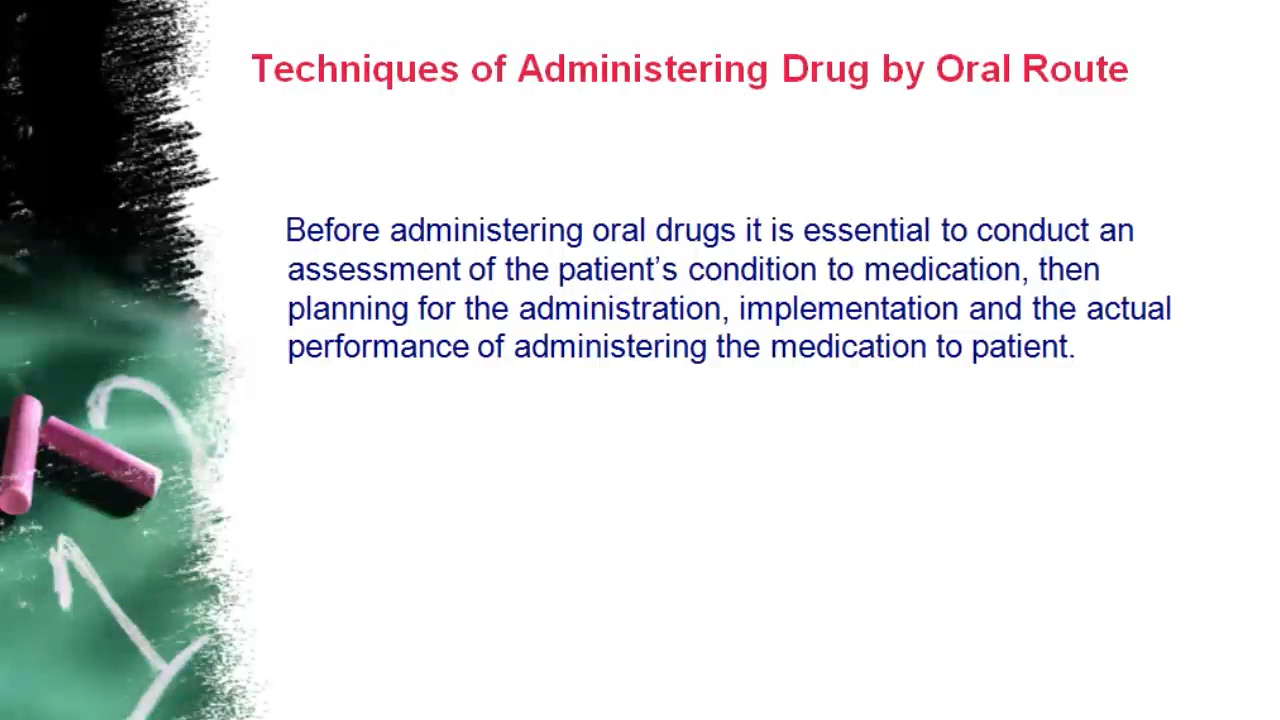 Techniques of Administering Drug by Oral Route
Before administering oral drugs it is essential to conduct an
assessment of the patient’s condition to medication, then
planning for the administration, implementation and the actual
performance of administering the medication to patient.